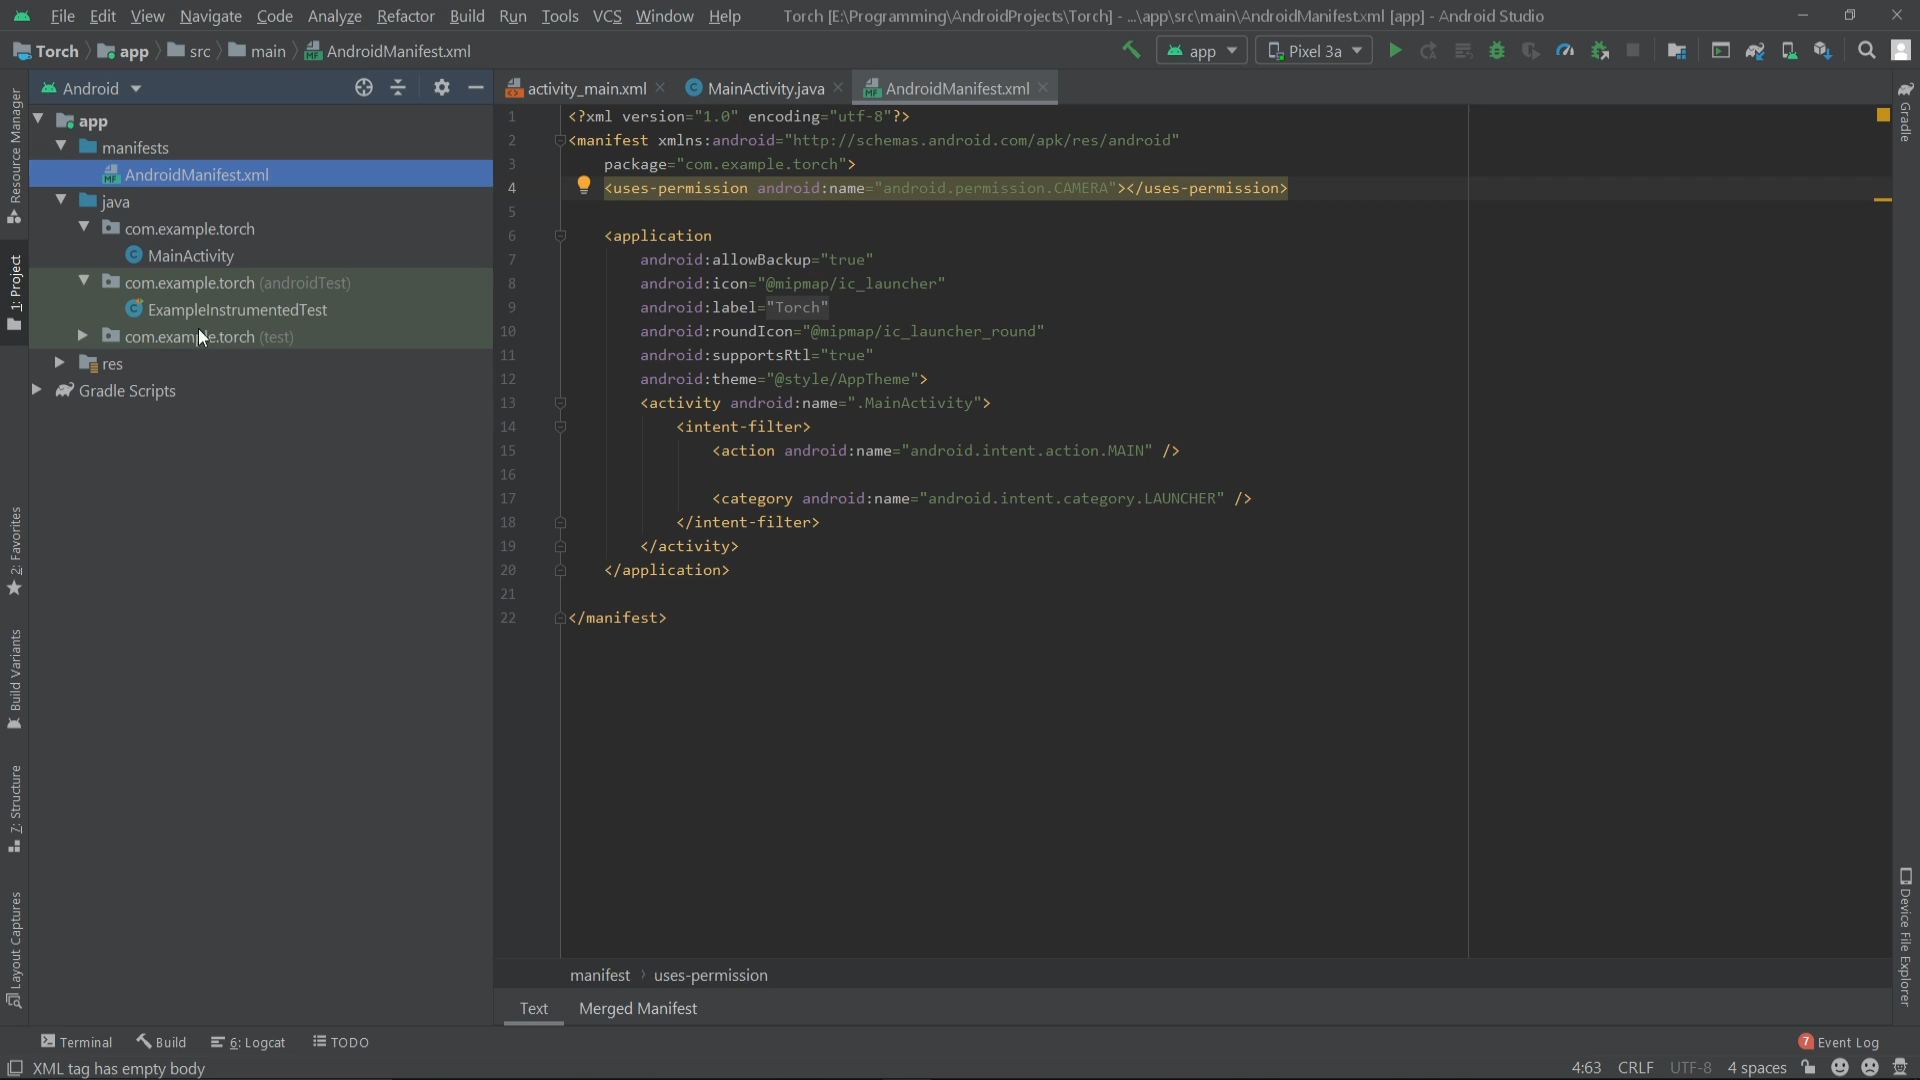 File Edit View Navigate Code Analyze Refactor Build Run Tools VCS Window Help Torch [E:\Programming\AndroidProjects\Torch] - ...\app\src\main\AndroidManifest.xml [app] - Android Studio
Torch app src main AndroidManifest.xml app Pixel 3a
Android
activity_main.xml MainActivity.java AndroidManifest.xml
app
manifests
AndroidManifest.xml
java
com.example.torch
MainActivity
com.example.torch (androidTest)
ExampleInstrumentedTest
com.example.torch (test)
res
Gradle Scripts
Resource Manager
1: Project
2: Favorites
Build Variants
7: Structure
Layout Captures
1 <?xml version="1.0" encoding="utf-8"?>
2 <manifest xmlns:android="http://schemas.android.com/apk/res/android"
3 package="com.example.torch">
4 <uses-permission android:name="android.permission.CAMERA"></uses-permission>
5
6 <application
7 android:allowBackup="true"
8 android:icon="@mipmap/ic_launcher"
9 android:label="Torch"
10 android:roundIcon="@mipmap/ic_launcher_round"
11 android:supportsRtl="true"
12 android:theme="@style/AppTheme">
13 <activity android:name=".MainActivity">
14 <intent-filter>
15 <action android:name="android.intent.action.MAIN" />
16
17 <category android:name="android.intent.category.LAUNCHER" />
18 </intent-filter>
19 </activity>
20 </application>
21
22 </manifest>
Gradle
Device File Explorer
manifest uses-permission
Text Merged Manifest
Terminal Build 6: Logcat TODO 7 Event Log
XML tag has empty body 4:63 CRLF UTF-8 4 spaces